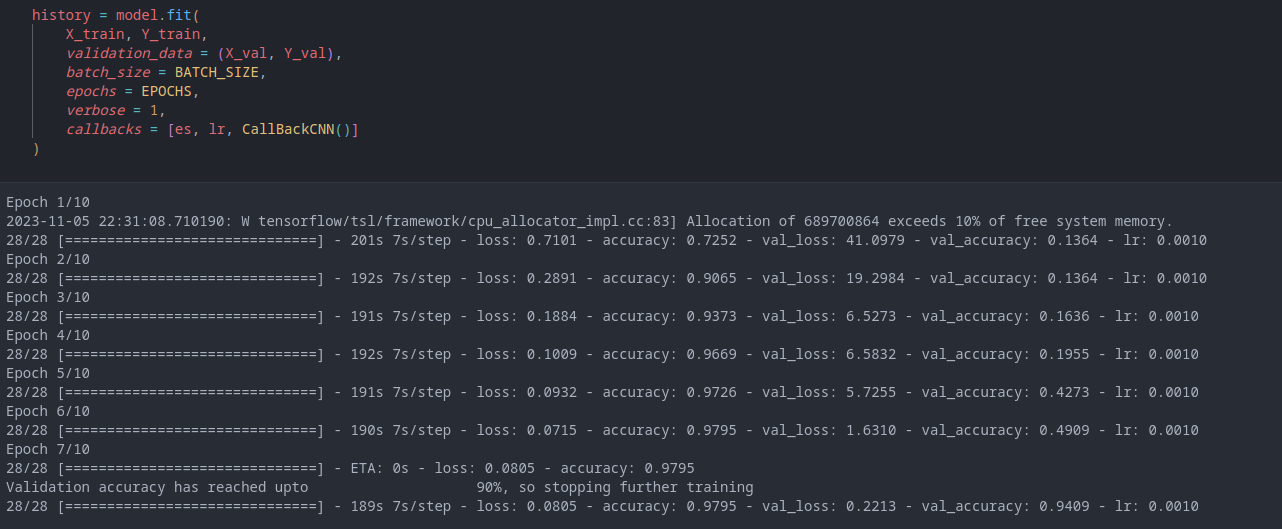 history = model.fit(
    X_train, Y_train,
    validation_data = (X_val, Y_val),
    batch_size = BATCH_SIZE,
    epochs = EPOCHS,
    verbose = 1,
    callbacks = [es, lr, CallBackCNN()]
)
Epoch 1/10
2023-11-05 22:31:08.710190: W tensorflow/tsl/framework/cpu_allocator_impl.cc:83] Allocation of 689700864 exceeds 10% of free system memory.
28/28 [==============================] - 201s 7s/step - loss: 0.7101 - accuracy: 0.7252 - val_loss: 41.0979 - val_accuracy: 0.1364 - lr: 0.0010
Epoch 2/10
28/28 [==============================] - 192s 7s/step - loss: 0.2891 - accuracy: 0.9065 - val_loss: 19.2984 - val_accuracy: 0.1364 - lr: 0.0010
Epoch 3/10
28/28 [==============================] - 191s 7s/step - loss: 0.1884 - accuracy: 0.9373 - val_loss: 6.5273 - val_accuracy: 0.1636 - lr: 0.0010
Epoch 4/10
28/28 [==============================] - 192s 7s/step - loss: 0.1009 - accuracy: 0.9669 - val_loss: 6.5832 - val_accuracy: 0.1955 - lr: 0.0010
Epoch 5/10
28/28 [==============================] - 191s 7s/step - loss: 0.0932 - accuracy: 0.9726 - val_loss: 5.7255 - val_accuracy: 0.4273 - lr: 0.0010
Epoch 6/10
28/28 [==============================] - 190s 7s/step - loss: 0.0715 - accuracy: 0.9795 - val_loss: 1.6310 - val_accuracy: 0.4909 - lr: 0.0010
Epoch 7/10
28/28 [==============================] - ETA: 0s - loss: 0.0805 - accuracy: 0.9795
Validation accuracy has reached upto                    90%, so stopping further training
28/28 [==============================] - 189s 7s/step - loss: 0.0805 - accuracy: 0.9795 - val_loss: 0.2213 - val_accuracy: 0.9409 - lr: 0.0010